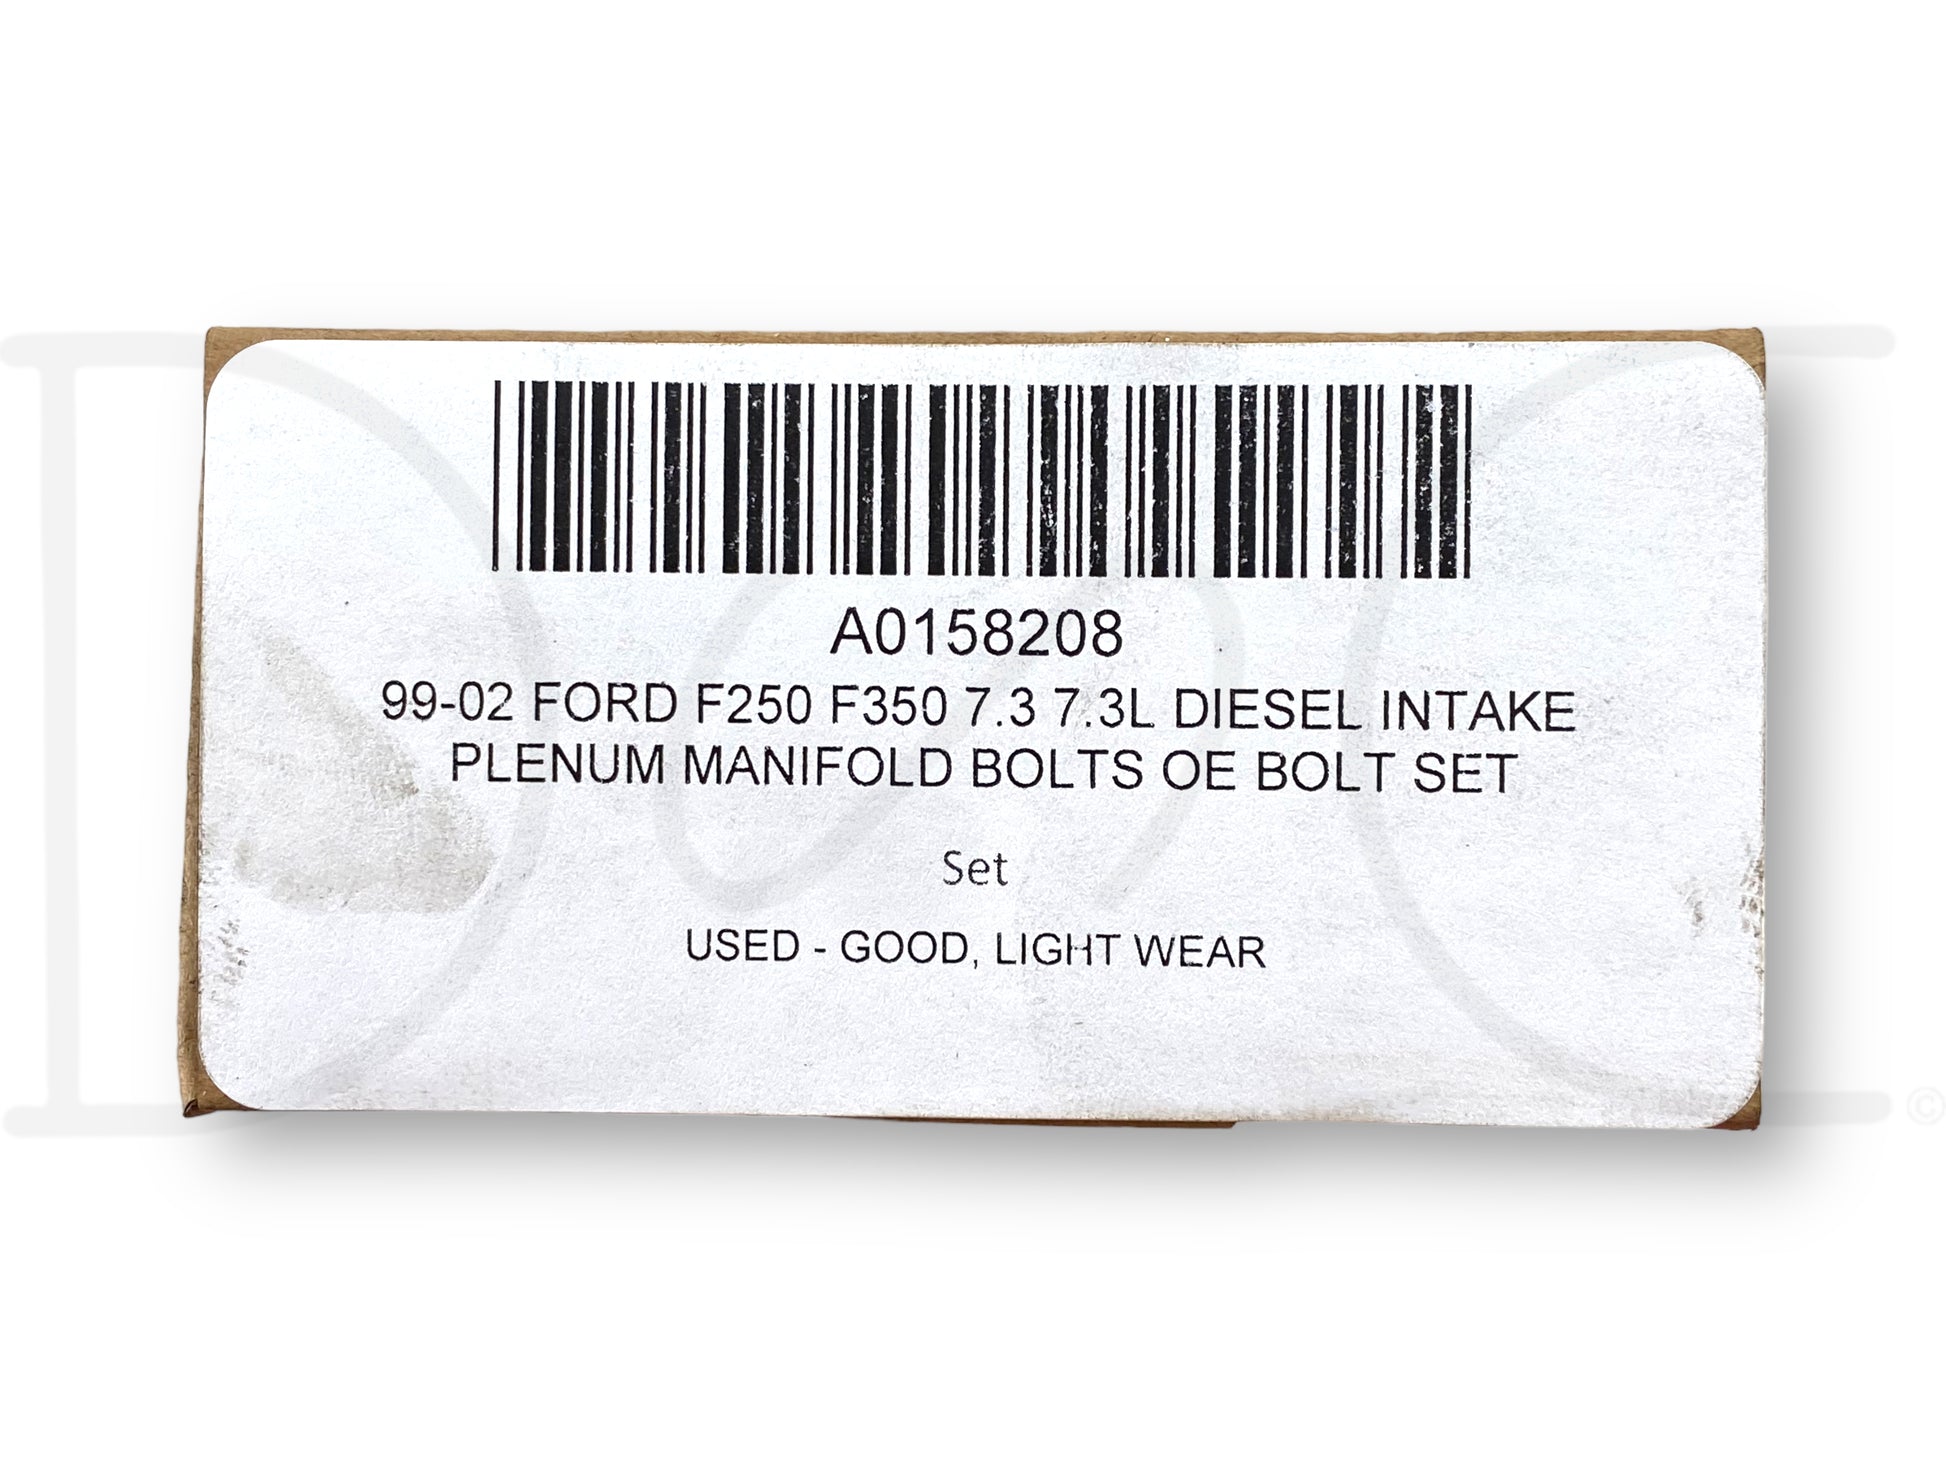 A0158208
99-02 FORD F250 F350 7.3 7.3L DIESEL INTAKE
PLENUM MANIFOLD BOLTS OE BOLT SET
Set
USED - GOOD, LIGHT WEAR
©